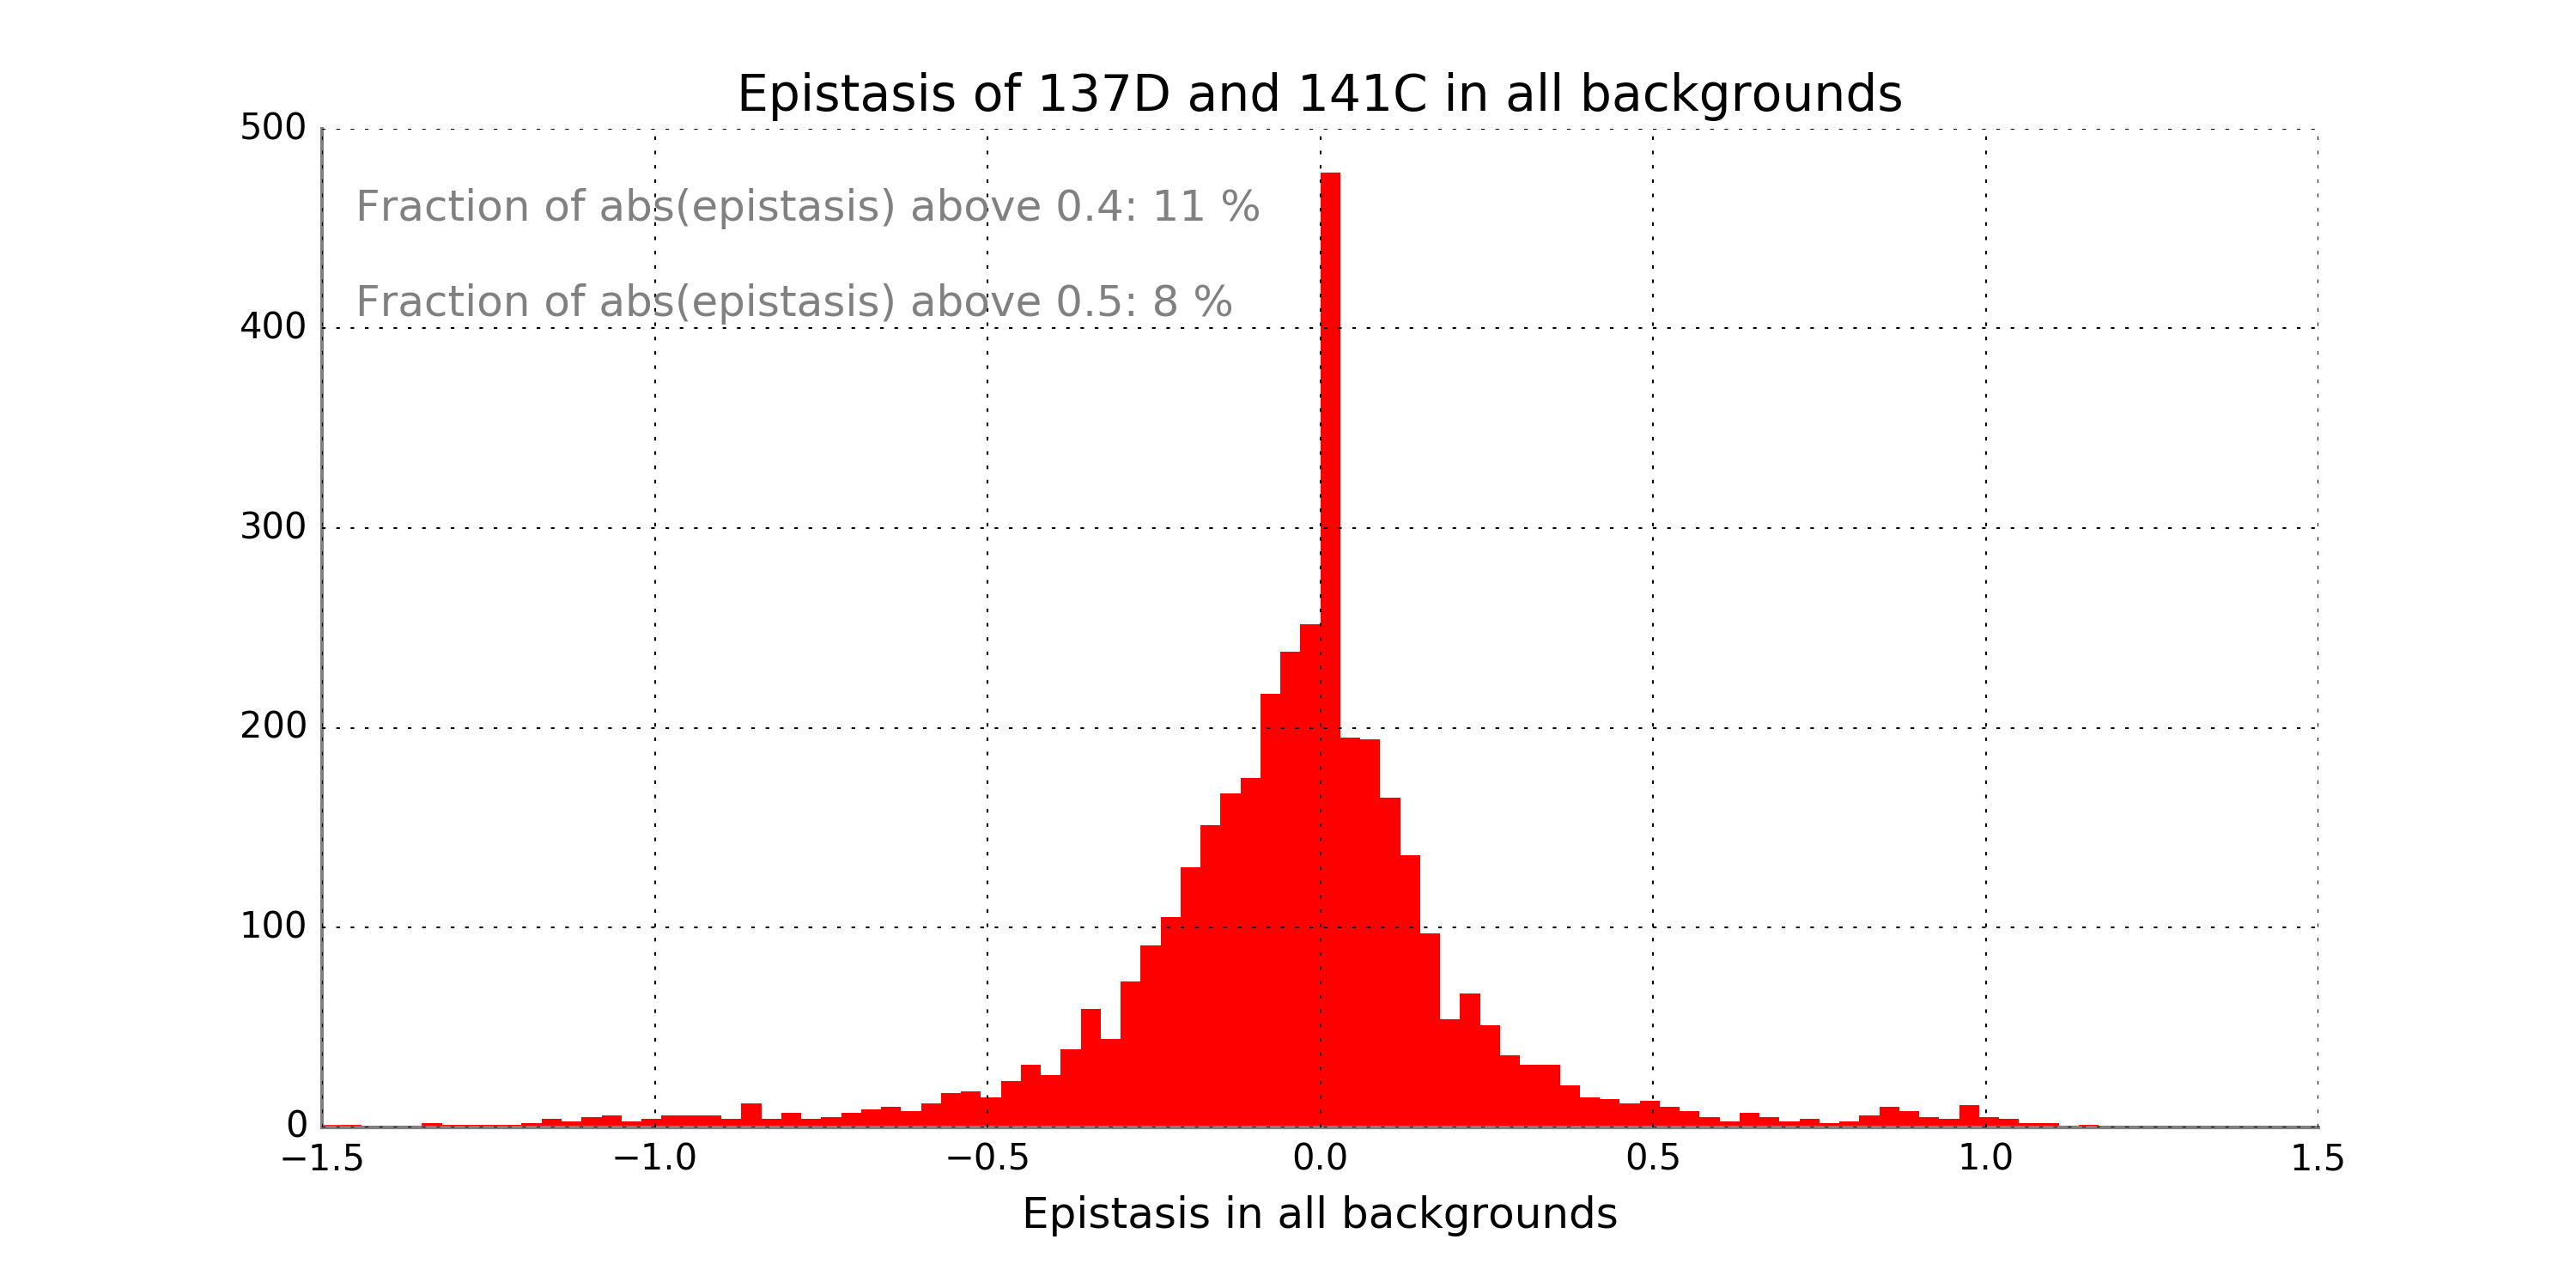 Epistasis of 137D and 141C in all backgrounds
500
Fraction of abs(epistasis) above 0.4: 11 %
Fraction of abs(epistasis) above 0.5: 8 %
400
300
200
100
0
−1.5 −1.0 −0.5 0.0 0.5 1.0 1.5
Epistasis in all backgrounds